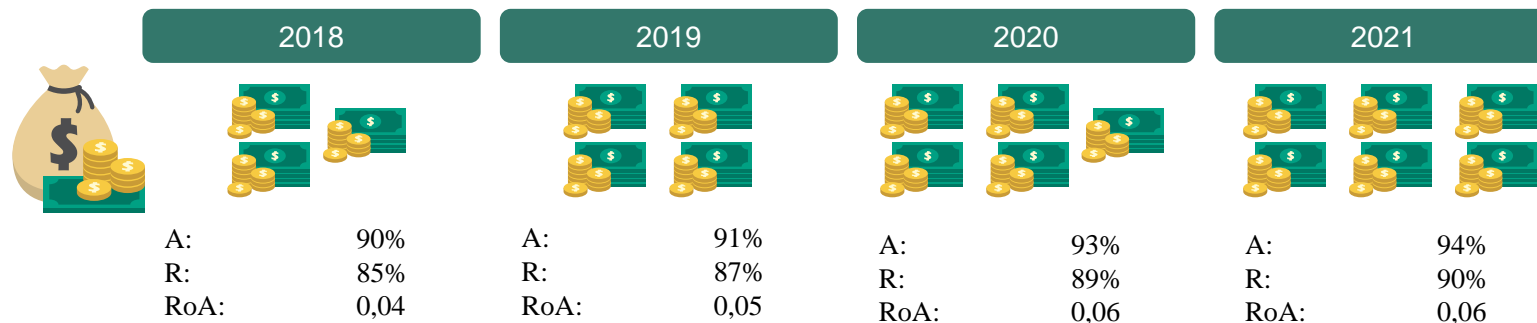 2018
2019
2020
2021
$
A: 90%
R: 85%
RoA: 0,04
A: 91%
R: 87%
RoA: 0,05
A: 93%
R: 89%
RoA: 0,06
A: 94%
R: 90%
RoA: 0,06